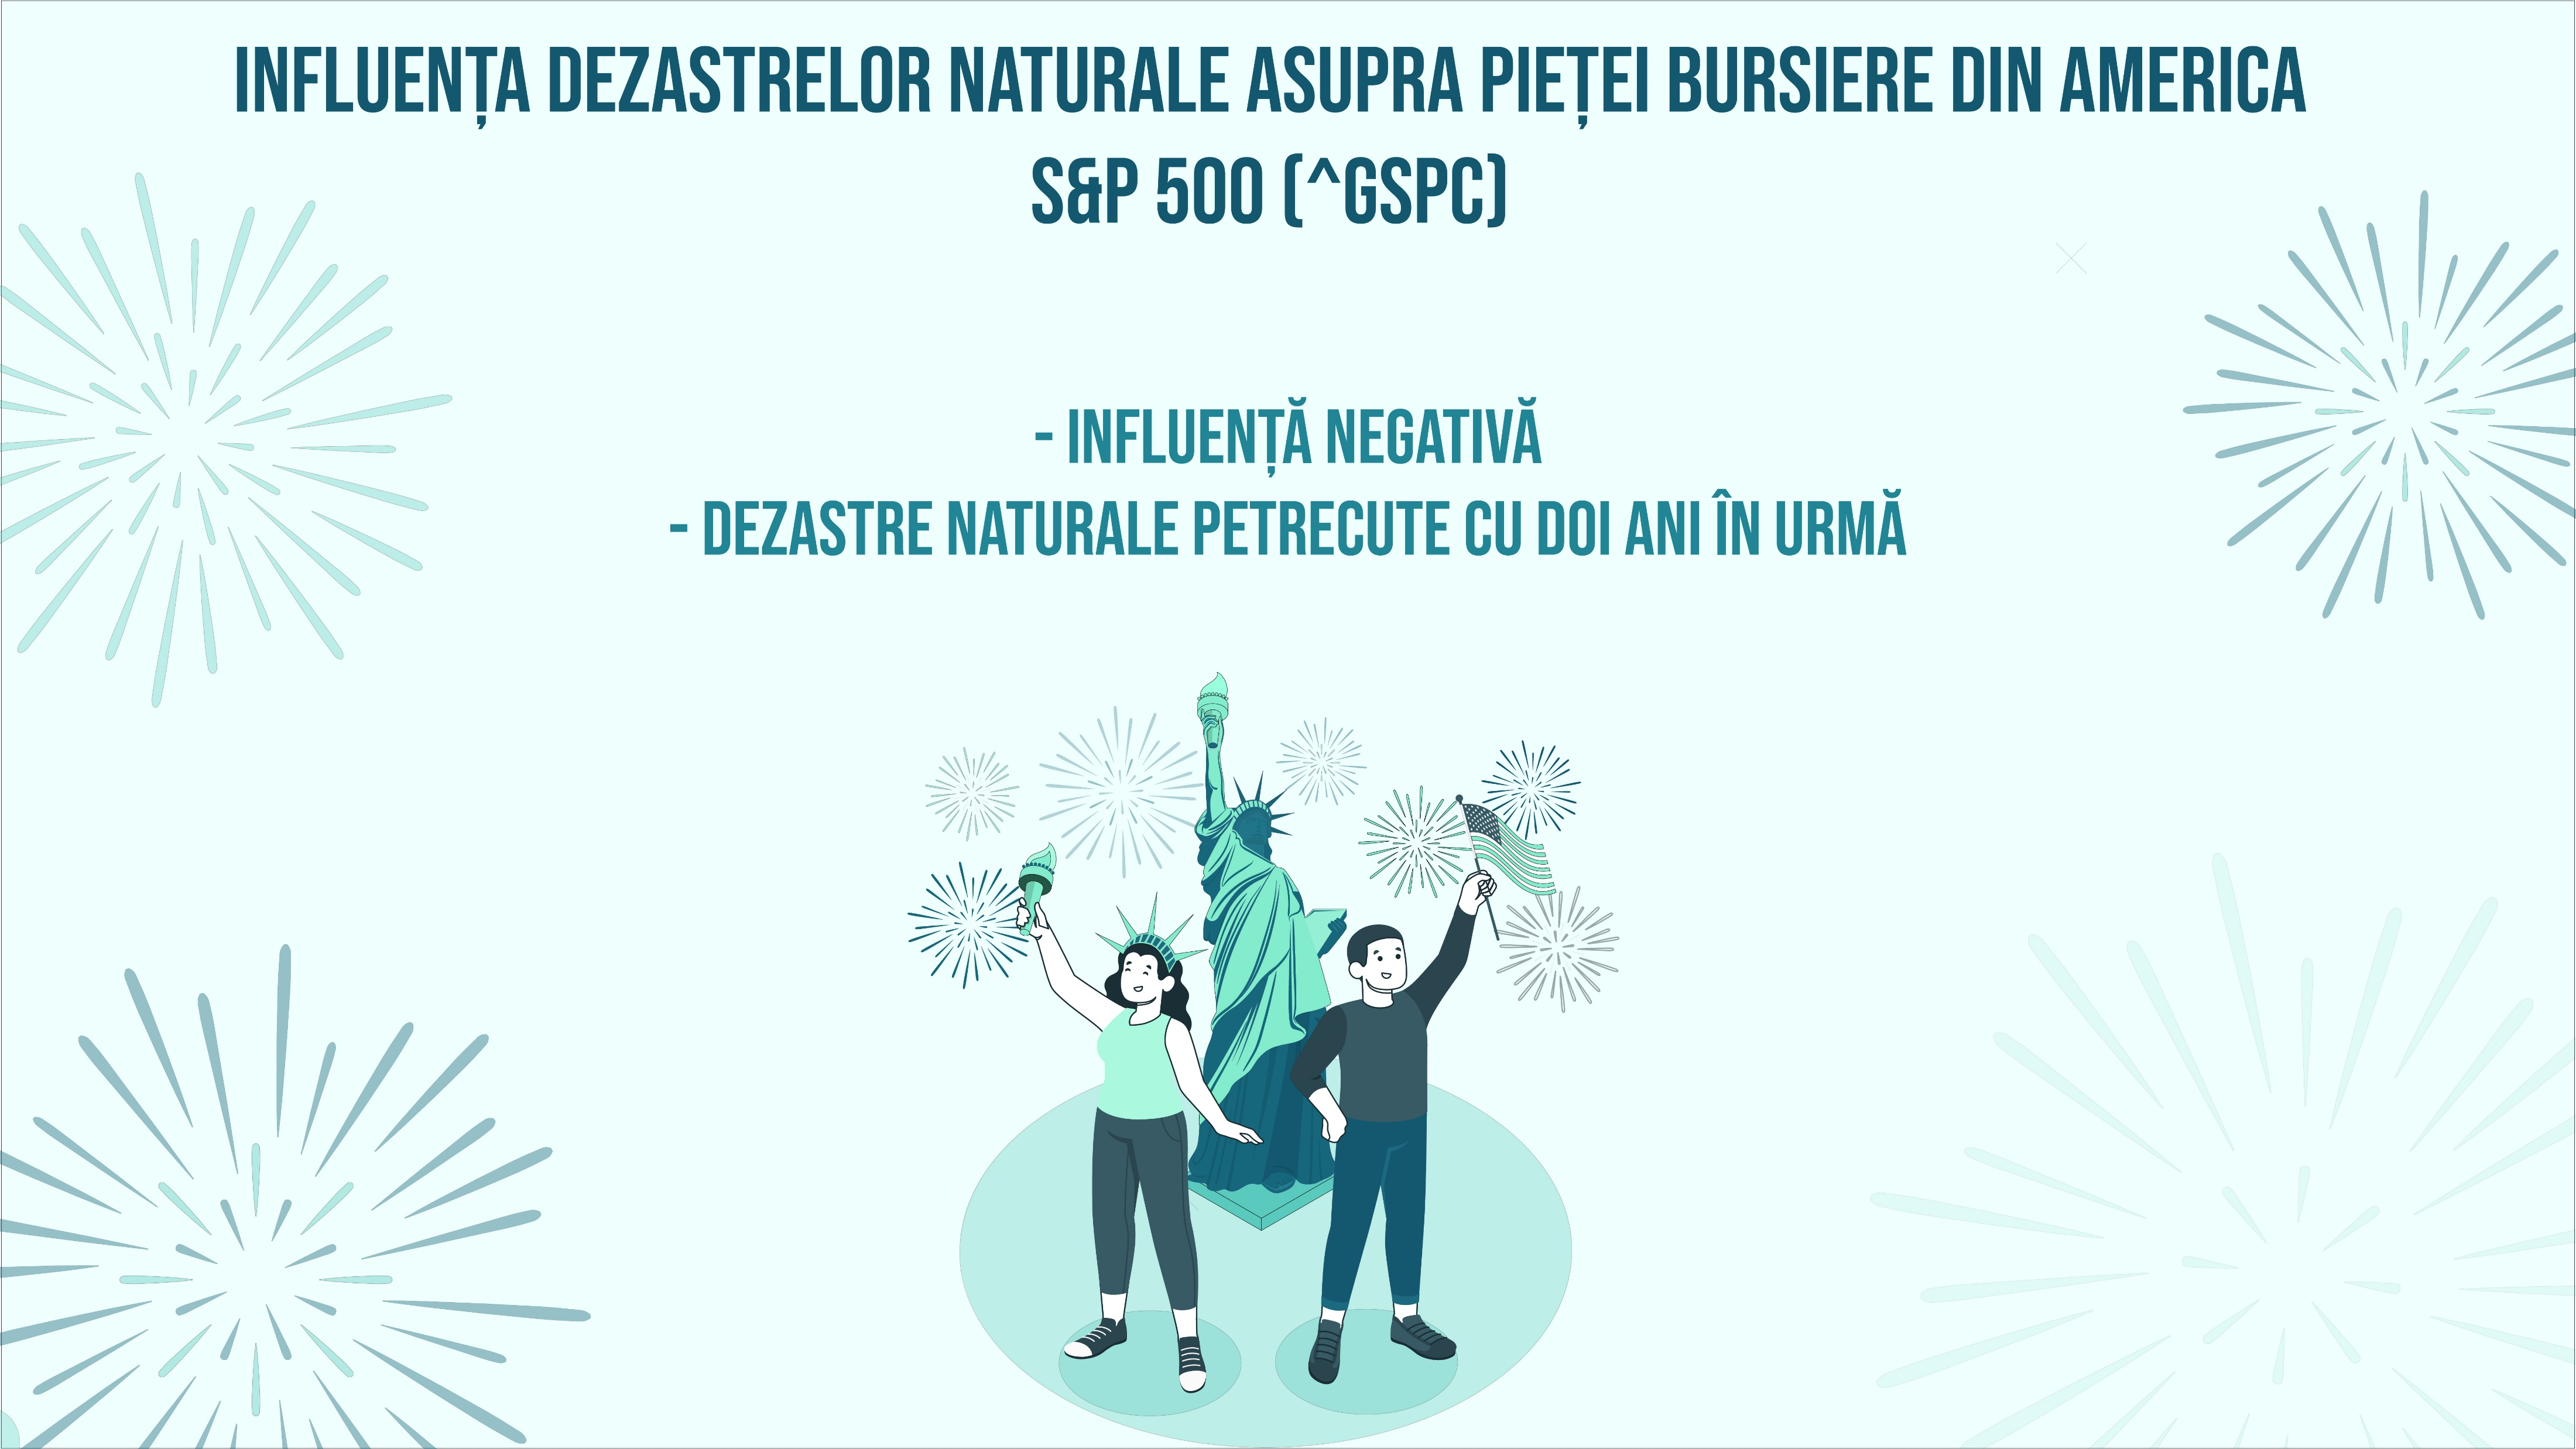 INFLUENȚA DEZASTRELOR NATURALE ASUPRA PIEȚEI BURSIERE DIN AMERICA
S&P 500 (^GSPC)
- INFLUENȚĂ NEGATIVĂ
- DEZASTRE NATURALE PETRECUTE CU DOI ANI ÎN URMĂ